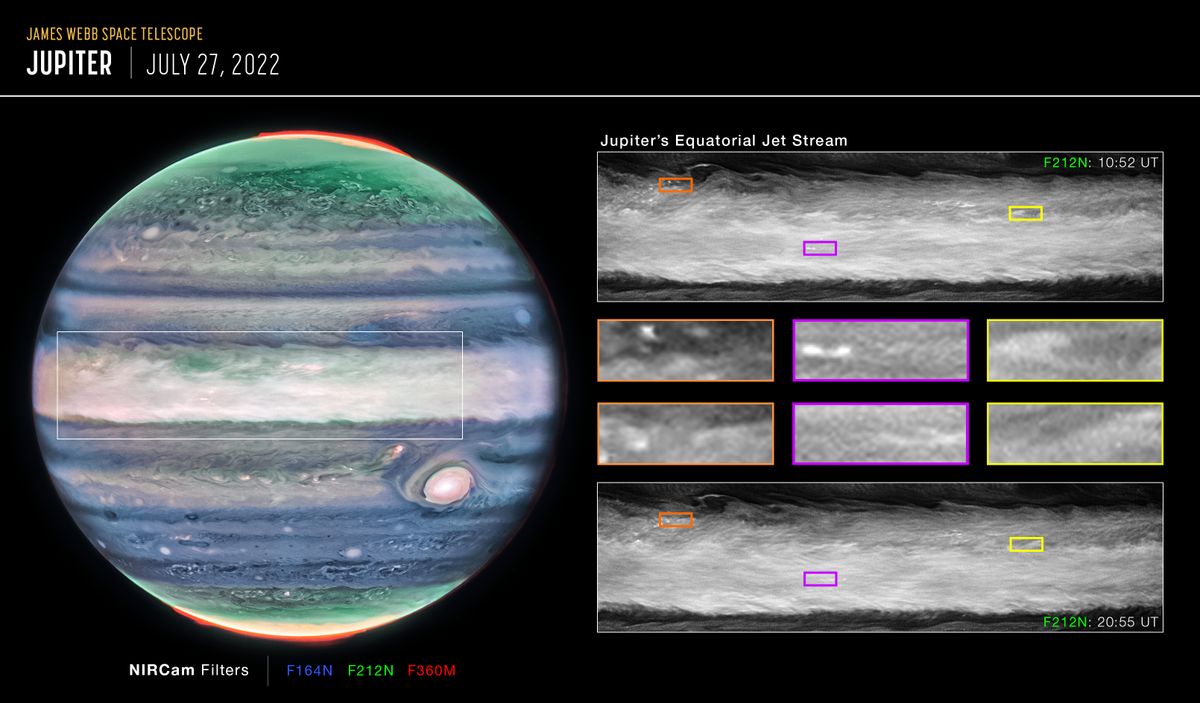 JAMES WEBB SPACE TELESCOPE
JUPITER | JULY 27, 2022
Jupiter's Equatorial Jet Stream
F212N: 10:52 UT
F212N: 20:55 UT
NIRCam Filters | F164N F212N F360M